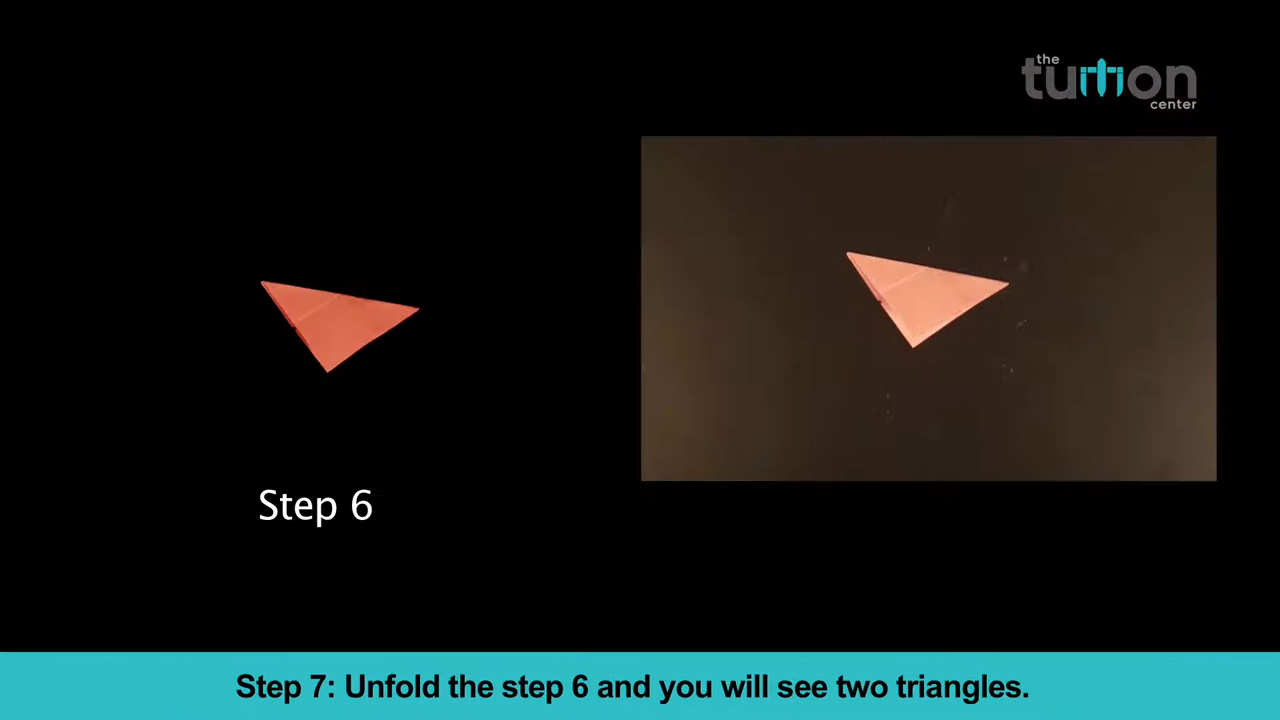 the
tuition
center
Step 6
Step 7: Unfold the step 6 and you will see two triangles.